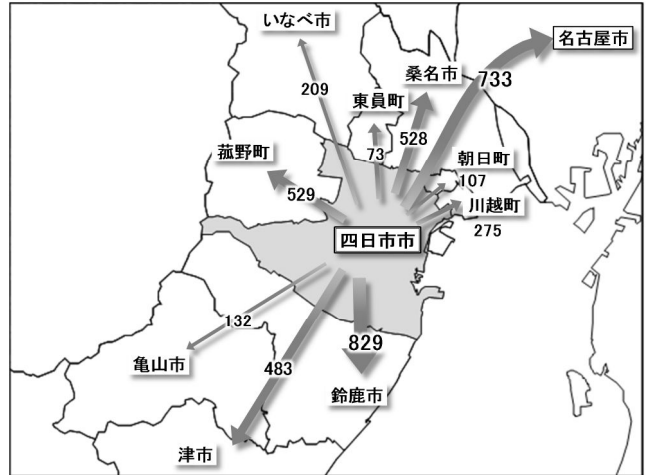 いなべ市
名古屋市
桑名市
733
209
東員町
528
菰野町
73
朝日町
107
529
川越町
275
四日市市
132
829
亀山市
483
鈴鹿市
津市